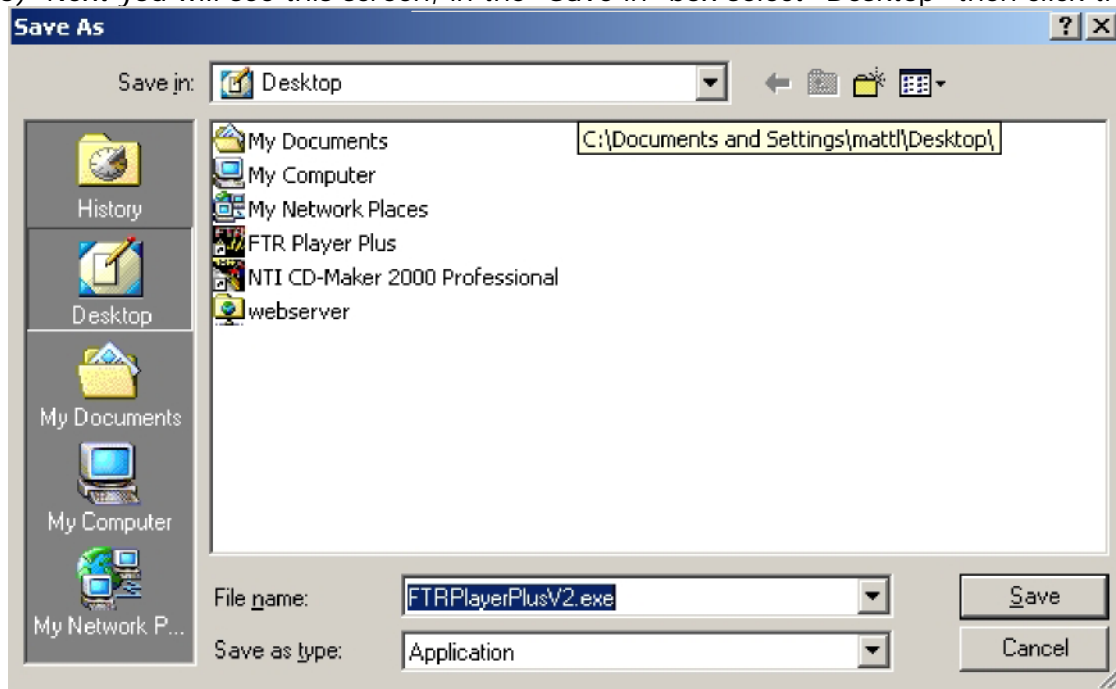 Next you will see this screen, in the "Save in" box select "Desktop" then click
Save As
Save in: Desktop
C:\Documents and Settings\mattl\Desktop\
My Documents
My Computer
My Network Places
FTR Player Plus
NTI CD-Maker 2000 Professional
webserver
History
Desktop
My Documents
My Computer
My Network P...
File name: FTRPlayerPlusV2.exe Save
Save as type: Application Cancel